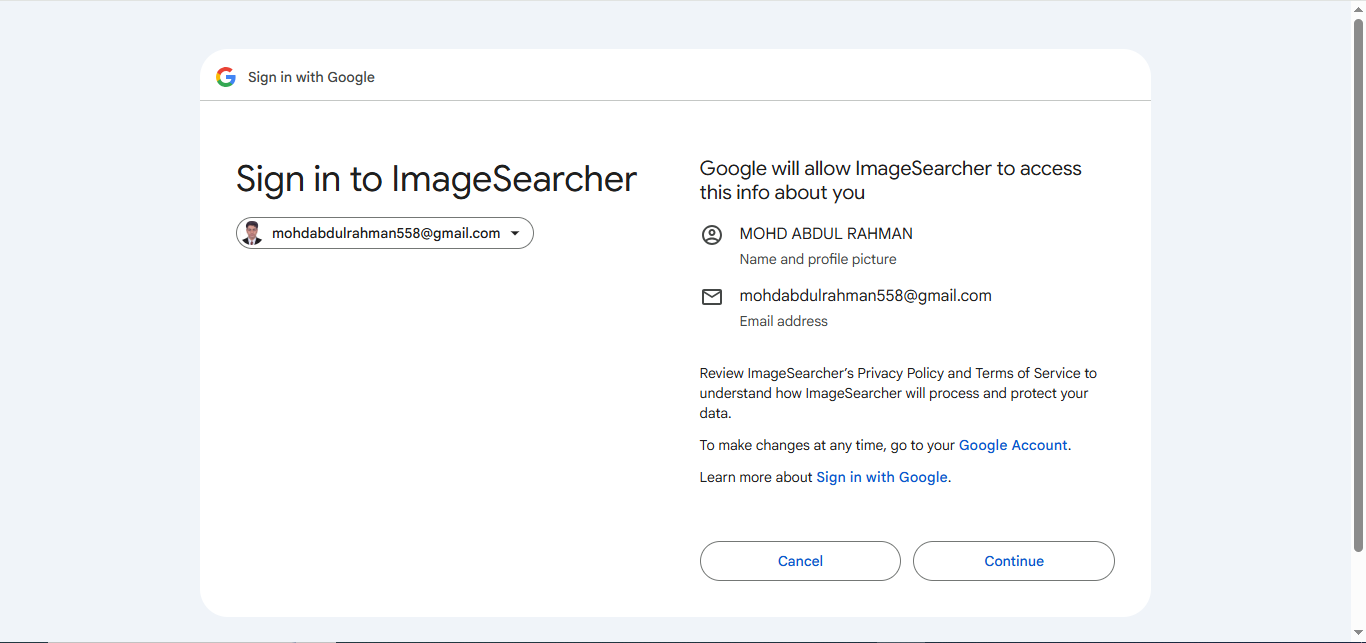 Sign in with Google
Sign in to ImageSearcher
mohdabdulrahman558@gmail.com
Google will allow ImageSearcher to access
this info about you
MOHD ABDUL RAHMAN
Name and profile picture
mohdabdulrahman558@gmail.com
Email address
Review ImageSearcher’s Privacy Policy and Terms of Service to
understand how ImageSearcher will process and protect your
data.
To make changes at any time, go to your Google Account.
Learn more about Sign in with Google.
Cancel
Continue